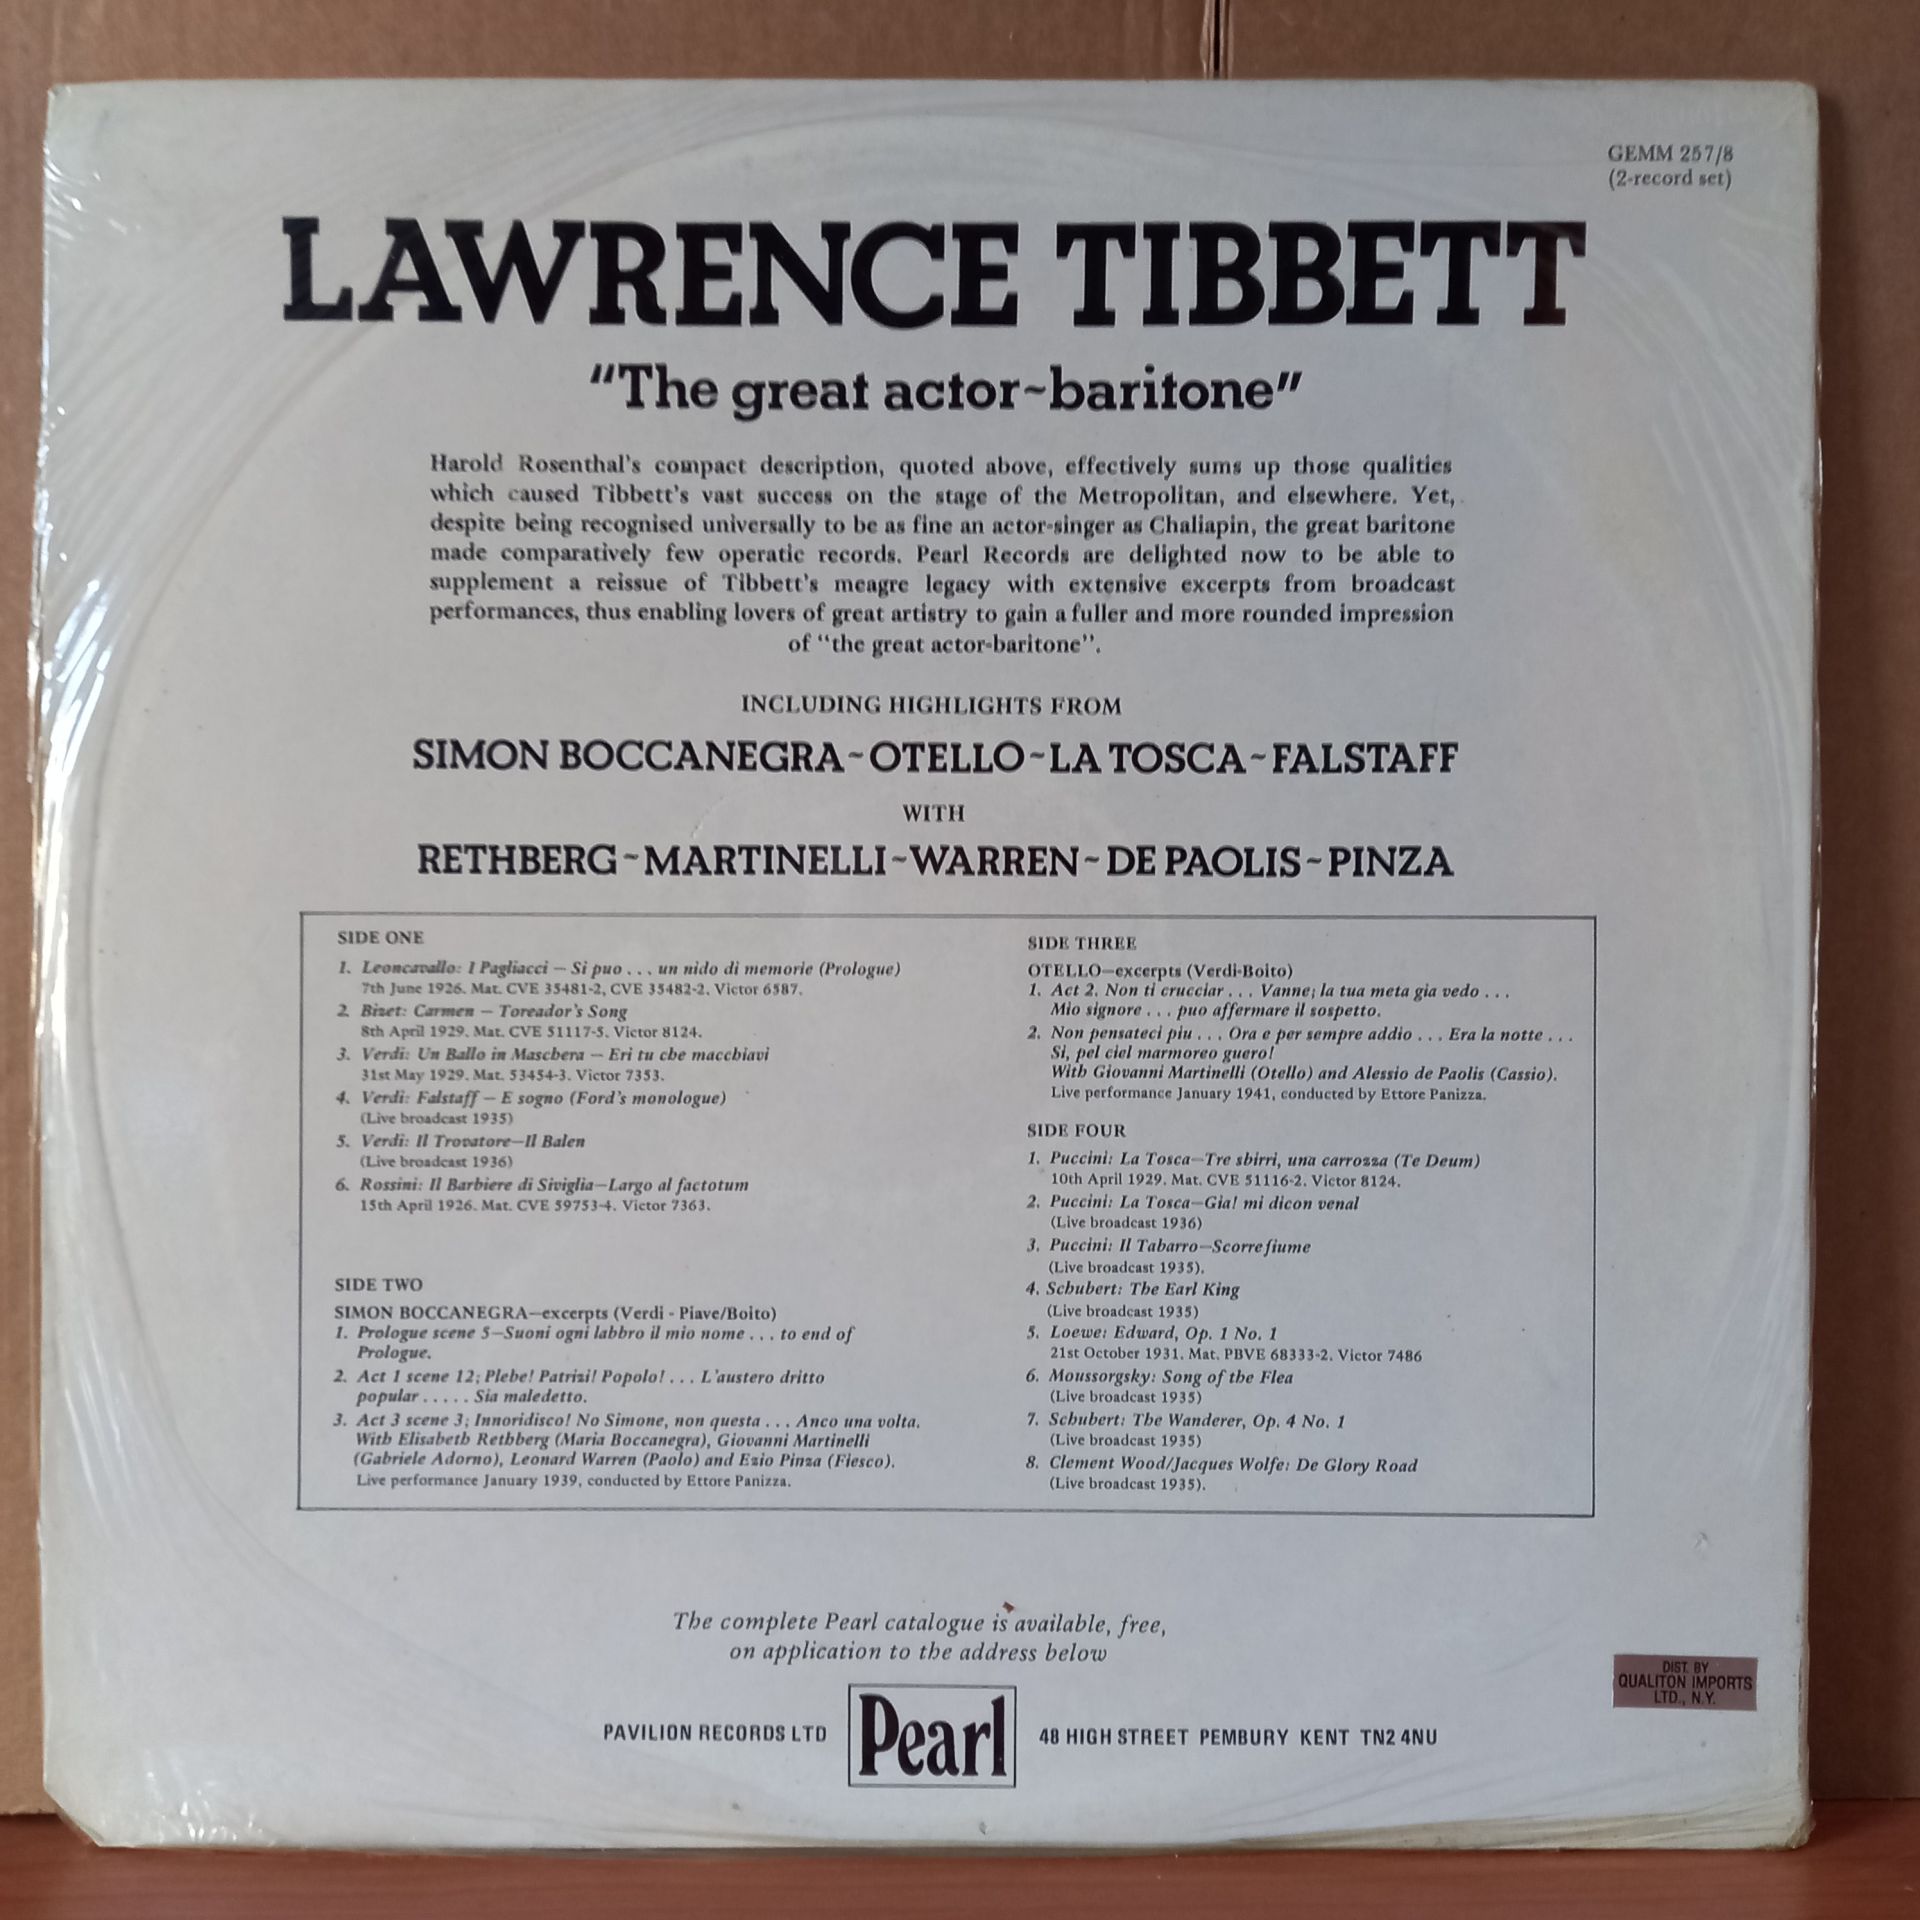 GEMM 257/8
(2-record set)
LAWRENCE TIBBETT
"The great actor~baritone"
Harold Rosenthal's compact description, quoted above, effectively sums up those qualities
which caused Tibbett's vast success on the stage of the Metropolitan, and elsewhere. Yet,
despite being recognised universally to be as fine an actor-singer as Chaliapin, the great baritone
made comparatively few operatic records. Pearl Records are delighted now to be able to
supplement a reissue of Tibbett's meagre legacy with extensive excerpts from broadcast
performances, thus enabling lovers of great artistry to gain a fuller and more rounded impression
of "the great actor-baritone".
INCLUDING HIGHLIGHTS FROM
SIMON BOCCANEGRA~OTELLO~LA TOSCA~FALSTAFF
WITH
RETHBERG~MARTINELLI~WARREN~DE PAOLIS~PINZA
SIDE ONE
1. Leoncavallo: I Pagliacci – Si puo . . . un nido di memorie (Prologue)
7th June 1926. Mat. CVE 35481-2, CVE 35482-2. Victor 6587.
2. Bizet: Carmen – Toreador's Song
8th April 1929. Mat. CVE 51117-5. Victor 8124.
3. Verdi: Un Ballo in Maschera – Eri tu che macchiavi
31st May 1929. Mat. 53454-3. Victor 7353.
4. Verdi: Falstaff – E sogno (Ford's monologue)
(Live broadcast 1935)
5. Verdi: Il Trovatore–Il Balen
(Live broadcast 1936)
6. Rossini: Il Barbiere di Siviglia–Largo al factotum
15th April 1926. Mat. CVE 59753-4. Victor 7363.
SIDE TWO
SIMON BOCCANEGRA–excerpts (Verdi - Piave/Boito)
1. Prologue scene 5–Suoni ogni labbro il mio nome . . . to end of
Prologue.
2. Act 1 scene 12; Plebe! Patrizi! Popolo! . . . L'austero dritto
popular . . . . . Sia maledetto.
3. Act 3 scene 3; Innoridisco! No Simone, non questa . . . Anco una volta.
With Elisabeth Rethberg (Maria Boccanegra), Giovanni Martinelli
(Gabriele Adorno), Leonard Warren (Paolo) and Ezio Pinza (Fiesco).
Live performance January 1939, conducted by Ettore Panizza.
SIDE THREE
OTELLO–excerpts (Verdi-Boito)
1. Act 2. Non ti crucciar . . . Vanne; la tua meta gia vedo . . .
Mio signore . . . puo affermare il sospetto.
2. Non pensateci piu . . . Ora e per sempre addio . . . Era la notte . . .
Si, pel ciel marmoreo guero!
With Giovanni Martinelli (Otello) and Alessio de Paolis (Cassio).
Live performance January 1941, conducted by Ettore Panizza.
SIDE FOUR
1. Puccini: La Tosca–Tre sbirri, una carrozza (Te Deum)
10th April 1929. Mat. CVE 51116-2. Victor 8124.
2. Puccini: La Tosca–Gia! mi dicon venal
(Live broadcast 1936)
3. Puccini: Il Tabarro–Scorre fiume
(Live broadcast 1935).
4. Schubert: The Earl King
(Live broadcast 1935)
5. Loewe: Edward, Op. 1 No. 1
21st October 1931. Mat. PBVE 68333-2. Victor 7486
6. Moussorgsky: Song of the Flea
(Live broadcast 1935)
7. Schubert: The Wanderer, Op. 4 No. 1
(Live broadcast 1935)
8. Clement Wood/Jacques Wolfe: De Glory Road
(Live broadcast 1935).
The complete Pearl catalogue is available, free,
on application to the address below
PAVILION RECORDS LTD Pearl 48 HIGH STREET PEMBURY KENT TN2 4NU
DIST. BY
QUALITON IMPORTS
LTD., N.Y.